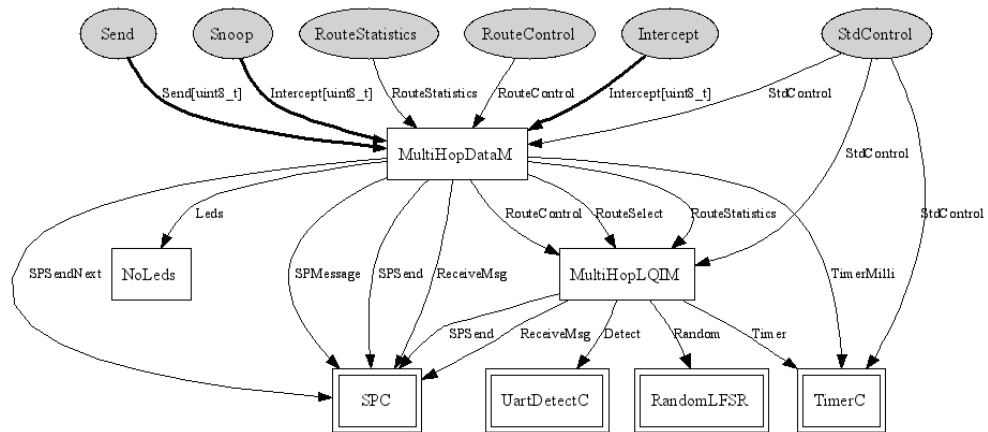 Send Snoop RouteStatistics RouteControl Intercept StdControl
Send[uint8_t] Intercept[uint8_t] RouteStatistics RouteControl Intercept[uint8_t] StdControl
MultiHopDataM
StdControl
Leds RouteControl RouteSelect RouteStatistics StdControl
SPSendNext NoLeds SPMessage SPSend ReceiveMsg MultiHopLQIM TimerMilli
SPSend ReceiveMsg Detect Random Timer
SPC UartDetectC RandomLFSR TimerC